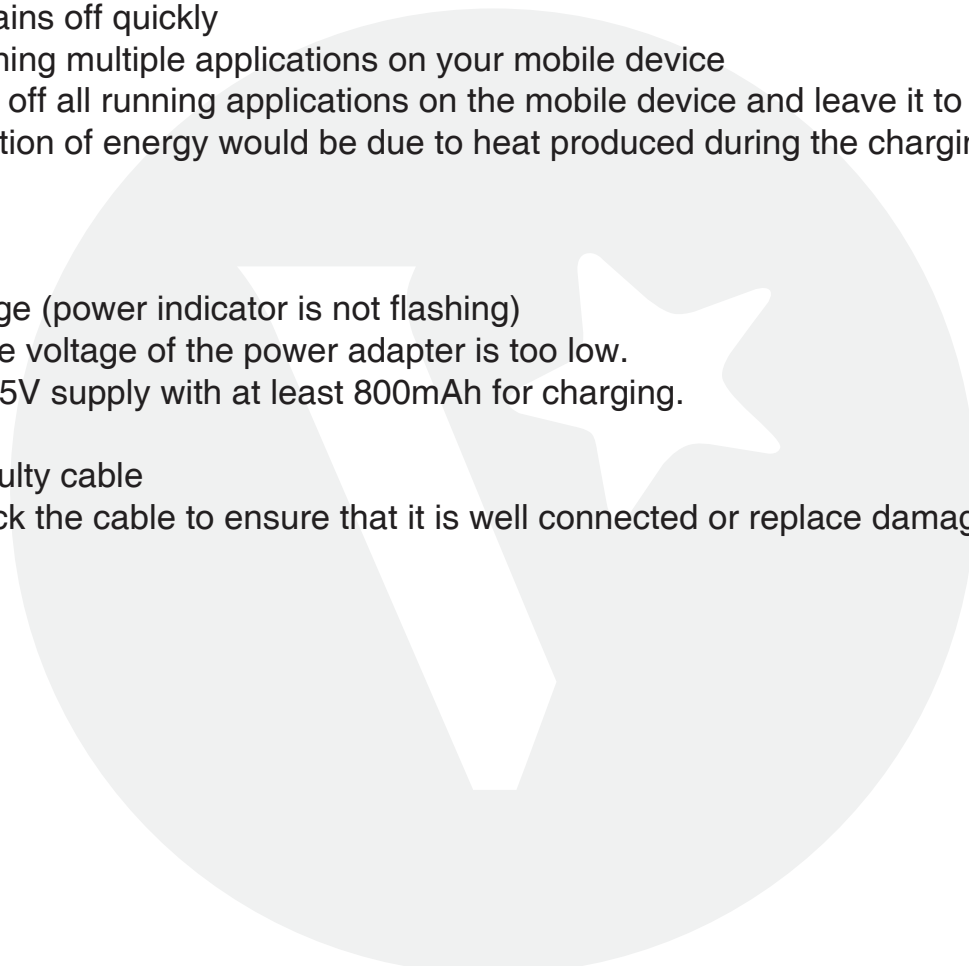 ains off quickly
ning multiple applications on your mobile device
off all running applications on the mobile device and leave it to
tion of energy would be due to heat produced during the chargin
ge (power indicator is not flashing)
e voltage of the power adapter is too low.
5V supply with at least 800mAh for charging.
ulty cable
ck the cable to ensure that it is well connected or replace damag